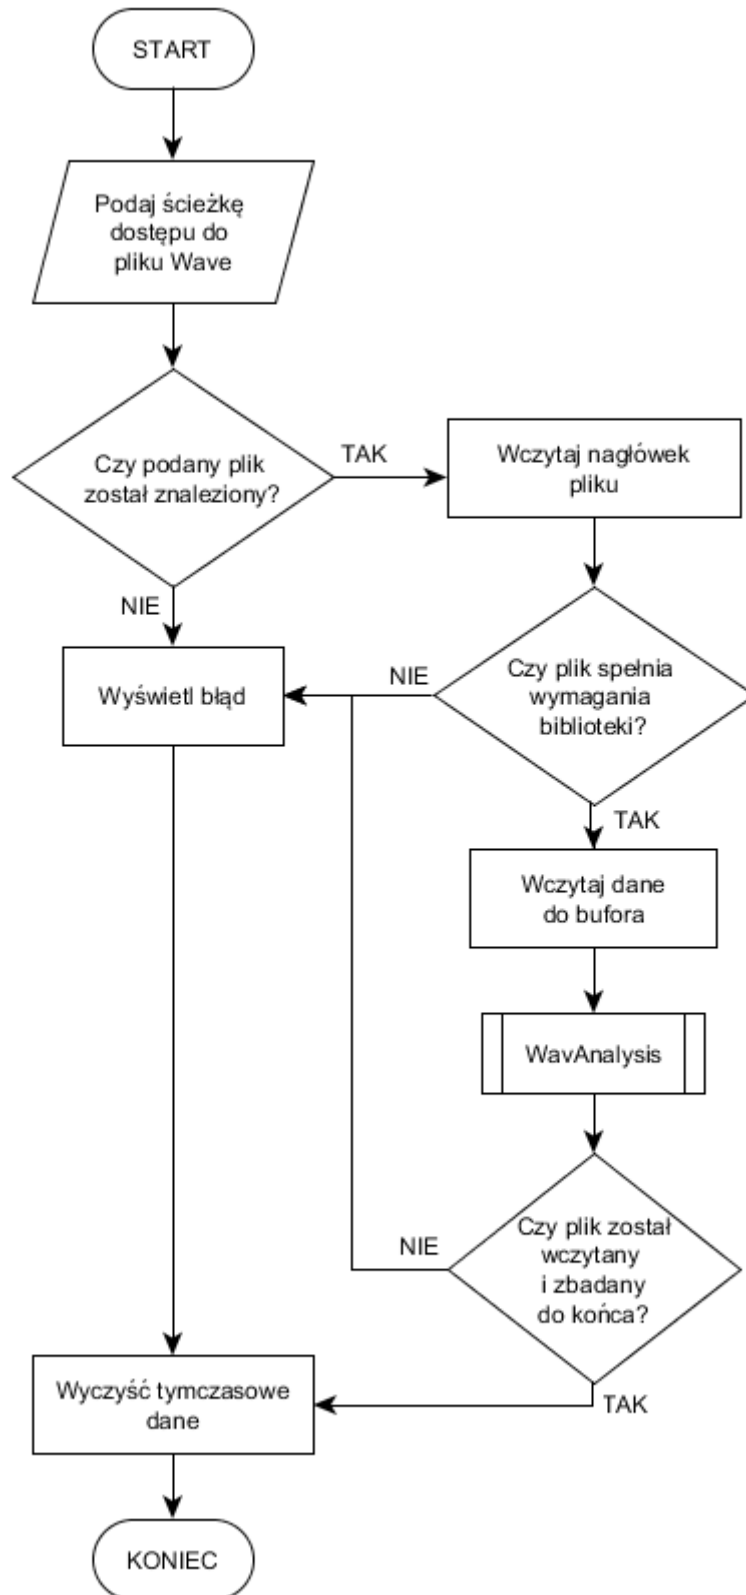 START
Podaj ścieżkę
dostępu do
pliku Wave
Czy podany plik
został znaleziony?
TAK
Wczytaj nagłówek
pliku
NIE
Wyświetl błąd
NIE
Czy plik spełnia
wymagania
biblioteki?
TAK
Wczytaj dane
do bufora
WavAnalysis
NIE
Czy plik został
wczytany
i zbadany
do końca?
TAK
Wyczyść tymczasowe
dane
KONIEC